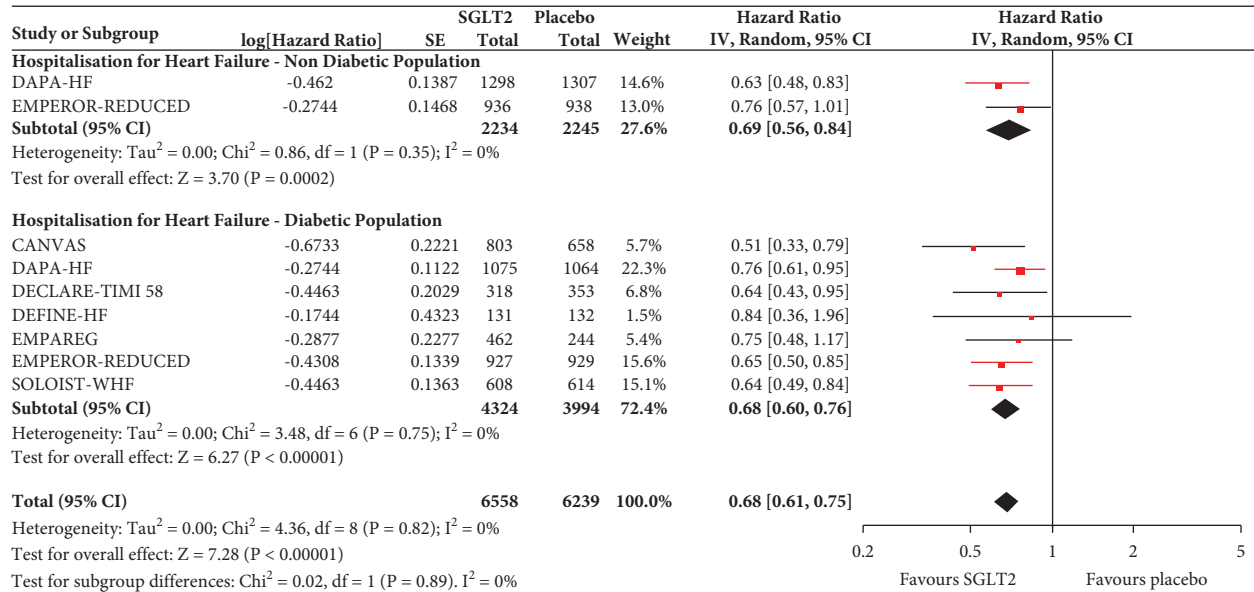 SGLT2 Placebo Hazard Ratio Hazard Ratio
Study or Subgroup log[Hazard Ratio] SE Total Total Weight IV, Random, 95% CI IV, Random, 95% CI
Hospitalisation for Heart Failure - Non Diabetic Population
DAPA-HF -0.462 0.1387 1298 1307 14.6% 0.63 [0.48, 0.83]
EMPEROR-REDUCED -0.2744 0.1468 936 938 13.0% 0.76 [0.57, 1.01]
Subtotal (95% CI) 2234 2245 27.6% 0.69 [0.56, 0.84]
Heterogeneity: Tau² = 0.00; Chi² = 0.86, df = 1 (P = 0.35); I² = 0%
Test for overall effect: Z = 3.70 (P = 0.0002)
Hospitalisation for Heart Failure - Diabetic Population
CANVAS -0.6733 0.2221 803 658 5.7% 0.51 [0.33, 0.79]
DAPA-HF -0.2744 0.1122 1075 1064 22.3% 0.76 [0.61, 0.95]
DECLARE-TIMI 58 -0.4463 0.2029 318 353 6.8% 0.64 [0.43, 0.95]
DEFINE-HF -0.1744 0.4323 131 132 1.5% 0.84 [0.36, 1.96]
EMPAREG -0.2877 0.2277 462 244 5.4% 0.75 [0.48, 1.17]
EMPEROR-REDUCED -0.4308 0.1339 927 929 15.6% 0.65 [0.50, 0.85]
SOLOIST-WHF -0.4463 0.1363 608 614 15.1% 0.64 [0.49, 0.84]
Subtotal (95% CI) 4324 3994 72.4% 0.68 [0.60, 0.76]
Heterogeneity: Tau² = 0.00; Chi² = 3.48, df = 6 (P = 0.75); I² = 0%
Test for overall effect: Z = 6.27 (P < 0.00001)
Total (95% CI) 6558 6239 100.0% 0.68 [0.61, 0.75]
Heterogeneity: Tau² = 0.00; Chi² = 4.36, df = 8 (P = 0.82); I² = 0%
Test for overall effect: Z = 7.28 (P < 0.00001)
Test for subgroup differences: Chi² = 0.02, df = 1 (P = 0.89). I² = 0%
0.2 0.5 1 2 5
Favours SGLT2 Favours placebo